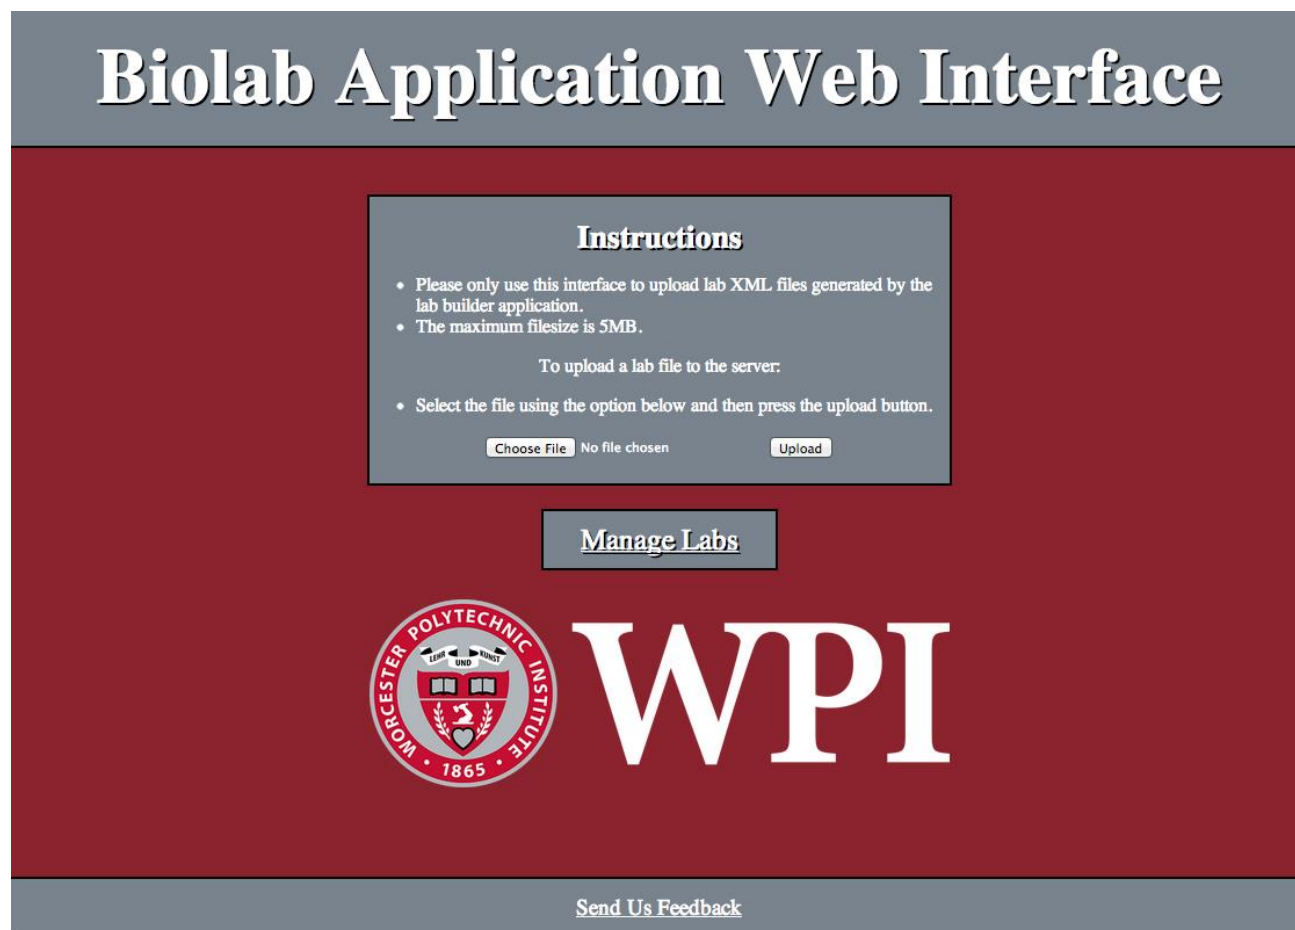 Biolab Application Web Interface
Instructions
• Please only use this interface to upload lab XML files generated by the
lab builder application.
• The maximum filesize is 5MB.
To upload a lab file to the server:
• Select the file using the option below and then press the upload button.
Choose File No file chosen Upload
Manage Labs
WORCESTER POLYTECHNIC INSTITUTE
LEHR UND KUNST
· 1865 ·
WPI
Send Us Feedback